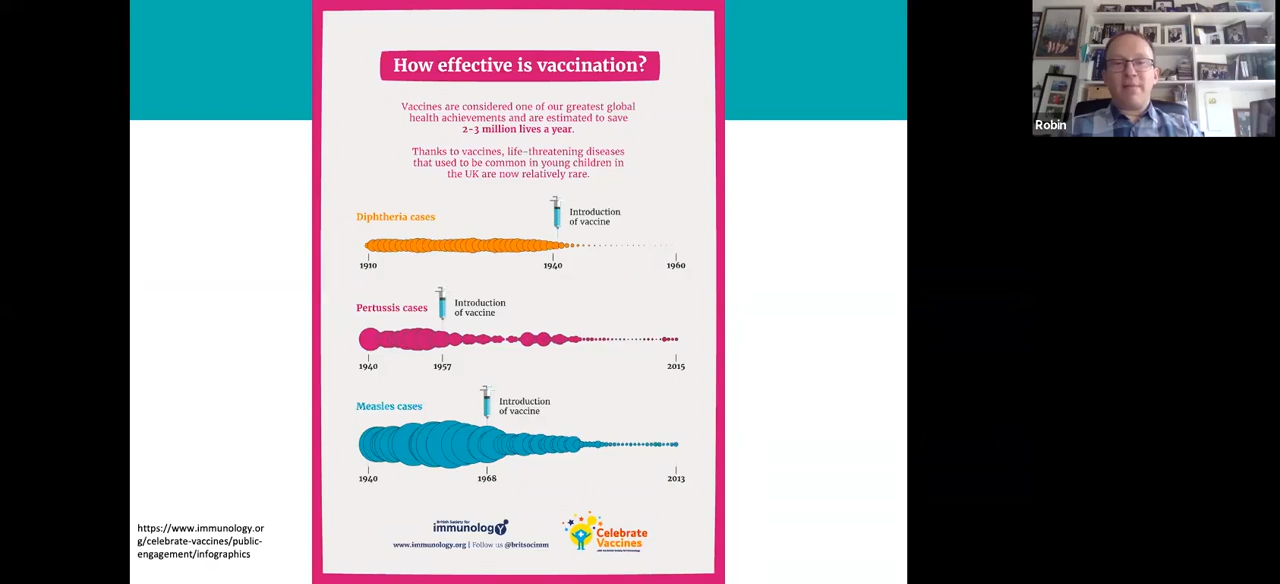 How effective is vaccination?
Vaccines are considered one of our greatest global
health achievements and are estimated to save
2-3 million lives a year.
Thanks to vaccines, life-threatening diseases
that used to be common in young children in
the UK are now relatively rare.
Diphtheria cases
Introduction
of vaccine
1910
1940
1960
Pertussis cases
Introduction
of vaccine
1940
1957
2015
Measles cases
Introduction
of vaccine
1940
1968
2013
British Society for
immunology
www.immunology.org | Follow us @britsocimm
Celebrate
Vaccines
https://www.immunology.or
g/celebrate-vaccines/public-
engagement/infographics
Robin